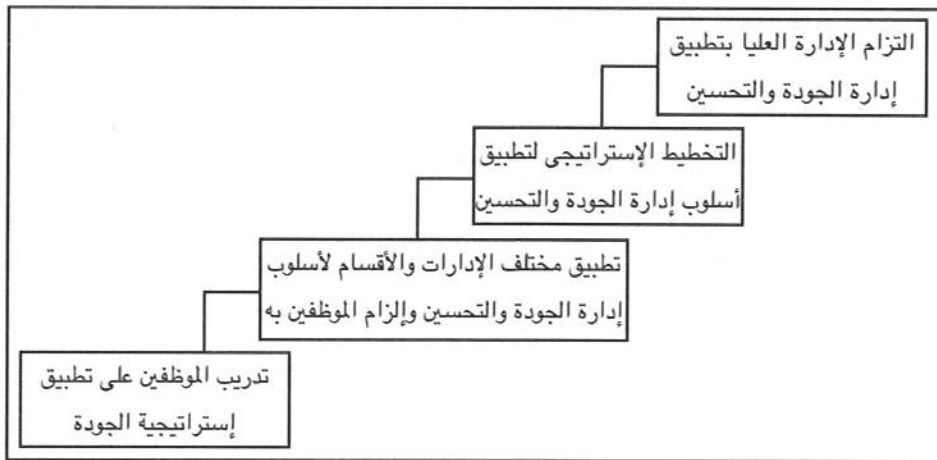 التزام الإدارة العليا بتطبيق
إدارة الجودة والتحسين
التخطيط الإستراتيجى لتطبيق
أسلوب إدارة الجودة والتحسين
تطبيق مختلف الإدارات والأقسام لأسلوب
إدارة الجودة والتحسين وإلزام الموظفين به
تدريب الموظفين على تطبيق
إستراتيجية الجودة